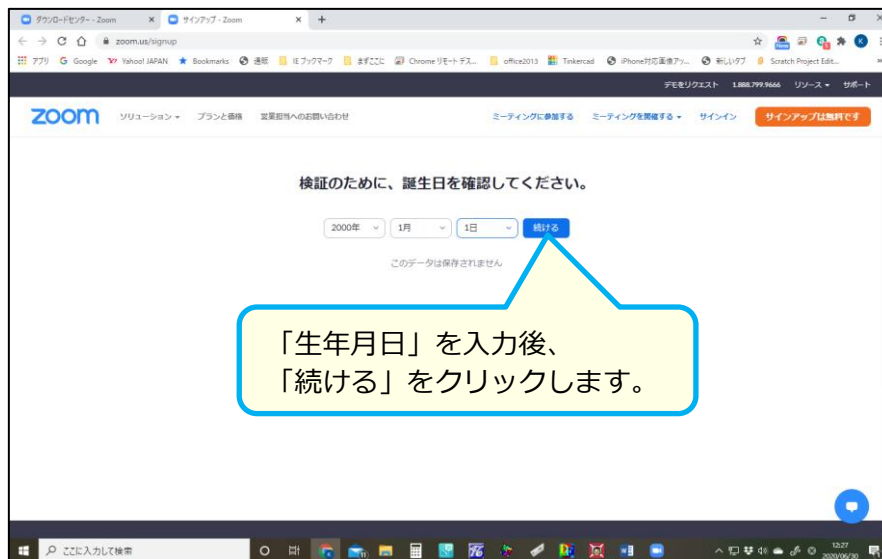 ダウンロードセンター - Zoom
サインアップ - Zoom
zoom.us/signup
アプリ Google Yahoo! JAPAN Bookmarks 通販 IEブックマーク まずここに Chrome リモート デス... office2013 Tinkercad iPhone対応画像アッ... 新しいタブ Scratch Project Edit...
デモをリクエスト 1.888.799.9666 リソース サポート
zoom ソリューション プランと価格 営業担当へのお問い合わせ ミーティングに参加する ミーティングを開催する サインイン サインアップは無料です
検証のために、誕生日を確認してください。
2000年 1月 1日 続ける
このデータは保存されません
「生年月日」を入力後、
「続ける」をクリックします。
ここに入力して検索
12:27
2020/06/30